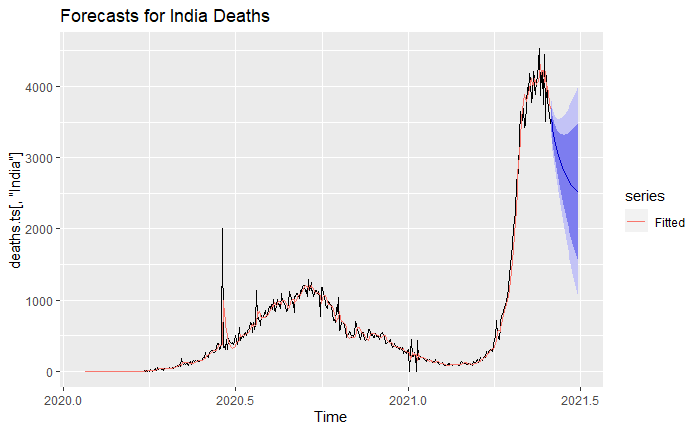 Forecasts for India Deaths
deaths.ts[, "India"]
4000
3000
2000
1000
0
2020.0
2020.5
2021.0
2021.5
Time
series
Fitted